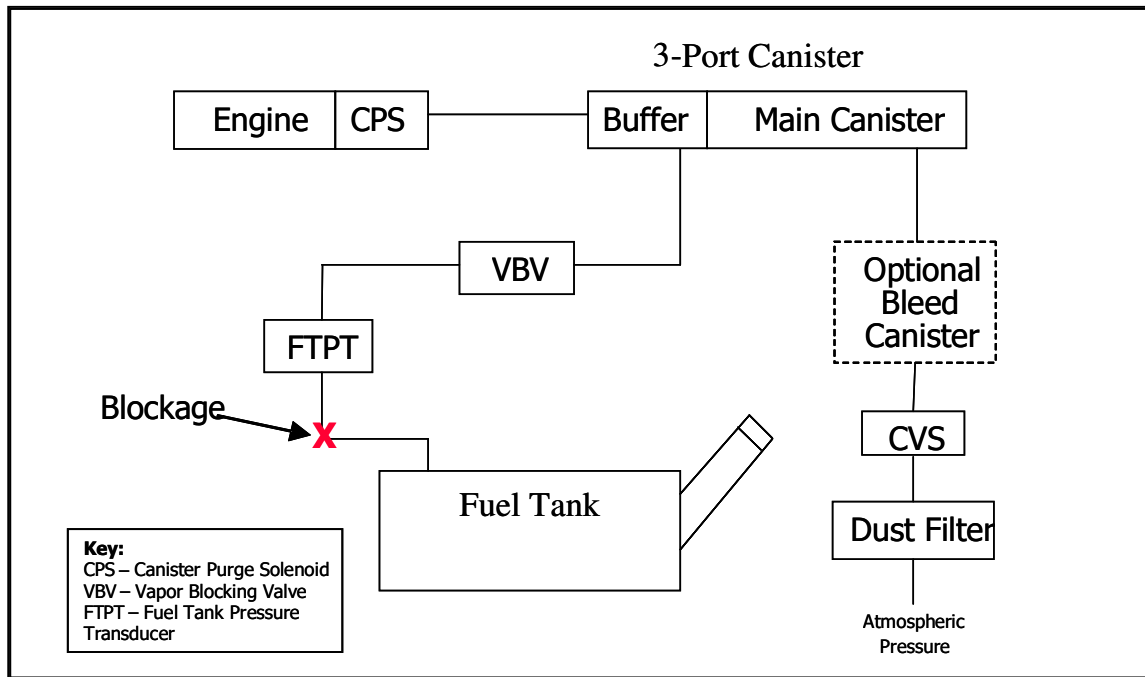 3-Port Canister
Engine
CPS
Buffer
Main Canister
VBV
Optional
Bleed
Canister
FTPT
Blockage
X
CVS
Fuel Tank
Dust Filter
Key:
CPS – Canister Purge Solenoid
VBV – Vapor Blocking Valve
FTPT – Fuel Tank Pressure
Transducer
Atmospheric
Pressure